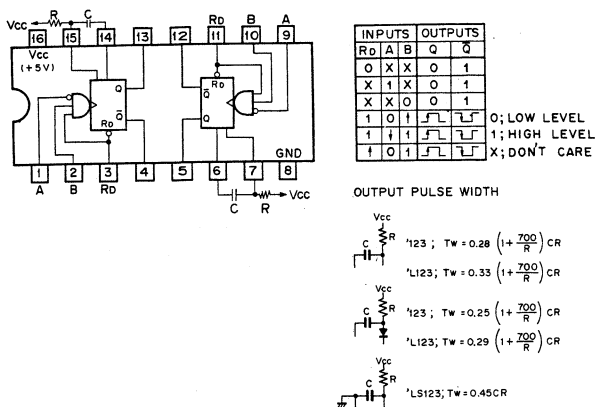 Vcc R C RD B A
16 15 14 13 12 11 10 9
Vcc
(+5V)
Q Q̅ RD
Q̅ Q
RD
GND
1 2 3 4 5 6 7 8
A B RD C R Vcc
INPUTS OUTPUTS
RD A B Q Q̅
0 X X 0 1
X 1 X 0 1
X X 0 0 1
1 0 ↑ 0; LOW LEVEL
1 ↓ 1 1; HIGH LEVEL
↑ 0 1 X; DON'T CARE
OUTPUT PULSE WIDTH
Vcc
R
C
'123; Tw = 0.28 (1+ 700/R) CR
'L123; Tw = 0.33 (1+ 700/R) CR
Vcc
R
C
'123; Tw = 0.25 (1+ 700/R) CR
'L123; Tw = 0.29 (1+ 700/R) CR
Vcc
R
C
'LS123; Tw = 0.45CR